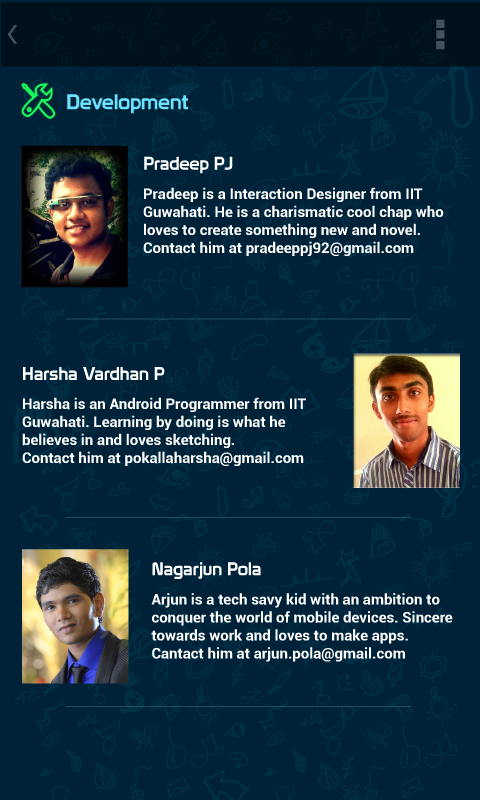 Development
Pradeep PJ
Pradeep is a Interaction Designer from IIT
Guwahati. He is a charismatic cool chap who
loves to create something new and novel.
Contact him at pradeeppj92@gmail.com
Harsha Vardhan P
Harsha is an Android Programmer from IIT
Guwahati. Learning by doing is what he
believes in and loves sketching.
Contact him at pokallaharsha@gmail.com
Nagarjun Pola
Arjun is a tech savy kid with an ambition to
conquer the world of mobile devices. Sincere
towards work and loves to make apps.
Cantact him at arjun.pola@gmail.com